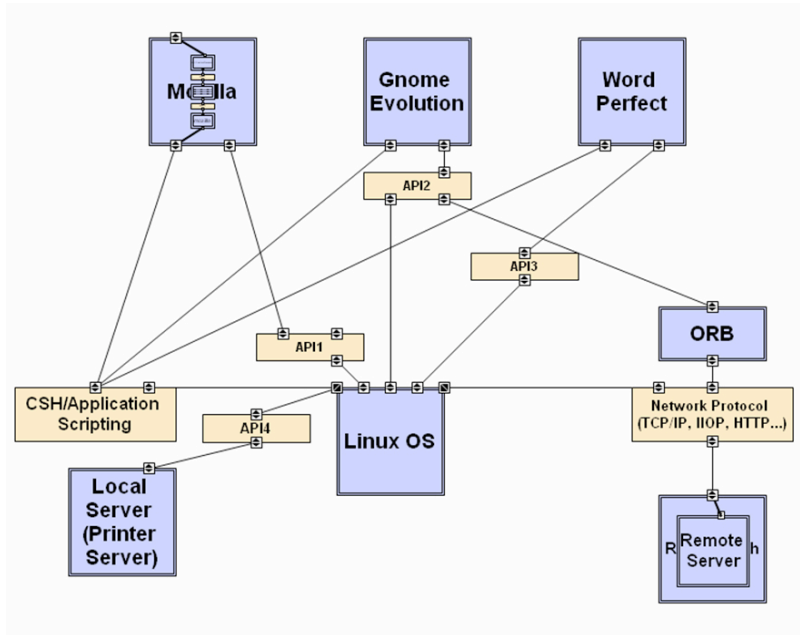 Gnome
Evolution
Word
Perfect
API2
API3
ORB
API1
CSH/Application
Scripting
Network Protocol
(TCP/IP, IIOP, HTTP...)
API4
Linux OS
Local
Server
(Printer
Server)
Remote
Server